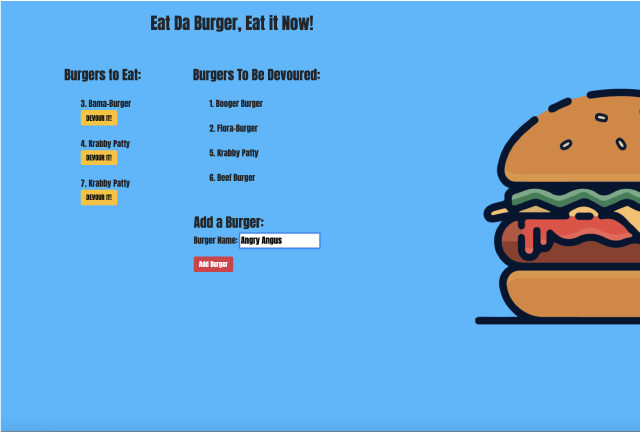 Eat Da Burger, Eat it Now!
Burgers to Eat:
3. Bama-Burger
DEVOUR IT!
4. Krabby Patty
DEVOUR IT!
7. Krabby Patty
DEVOUR IT!
Burgers To Be Devoured:
1. Booger Burger
2. Flora-Burger
5. Krabby Patty
6. Beef Burger
Add a Burger:
Burger Name: Angry Angus
Add Burger